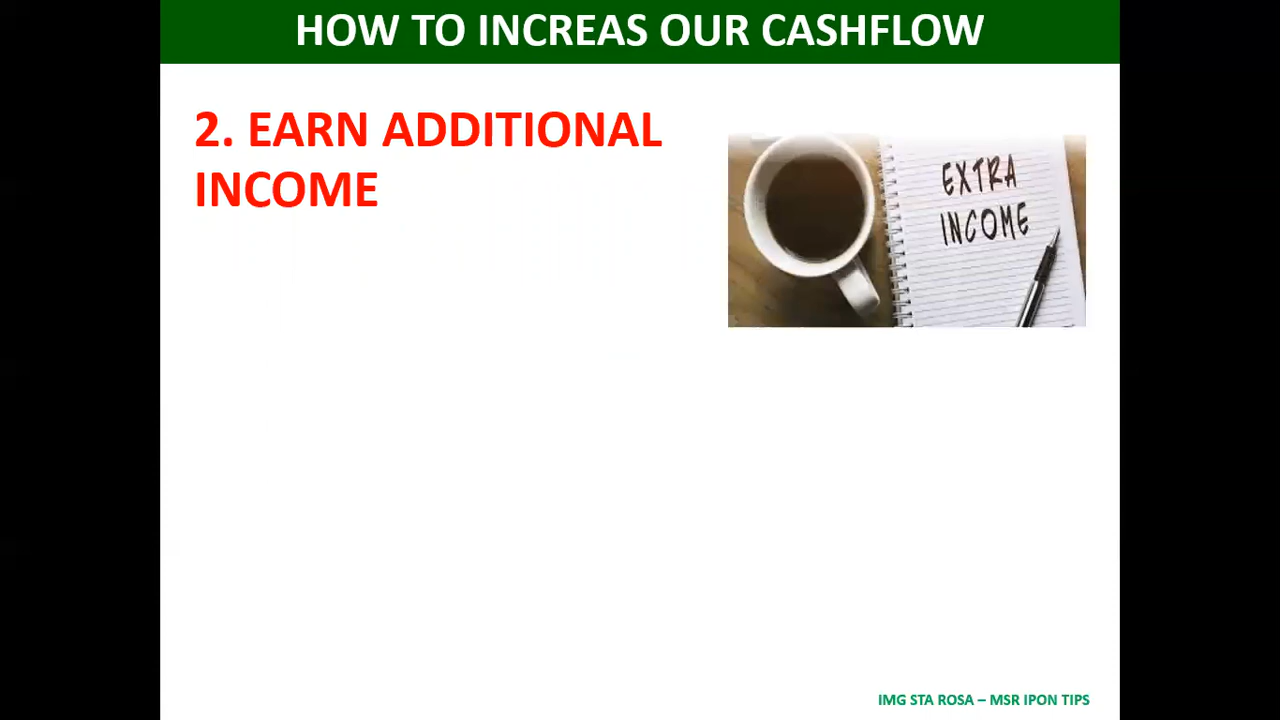 HOW TO INCREAS OUR CASHFLOW
2. EARN ADDITIONAL
INCOME
EXTRA
INCOME
IMG STA ROSA – MSR IPON TIPS